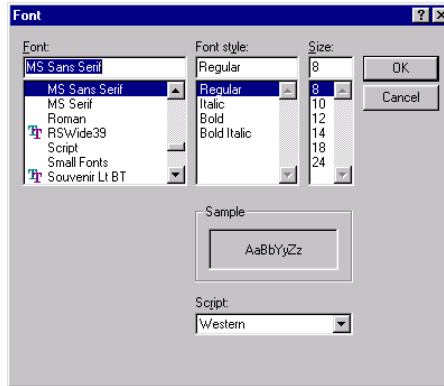 Font
Font: Font style: Size:
MS Sans Serif Regular 8
OK
MS Sans Serif Regular 8
MS Serif Italic 10
Cancel
Roman Bold 12
RSWide39 Bold Italic 14
Script 18
Small Fonts 24
Souvenir Lt BT
Sample
AaBbYyZz
Script:
Western